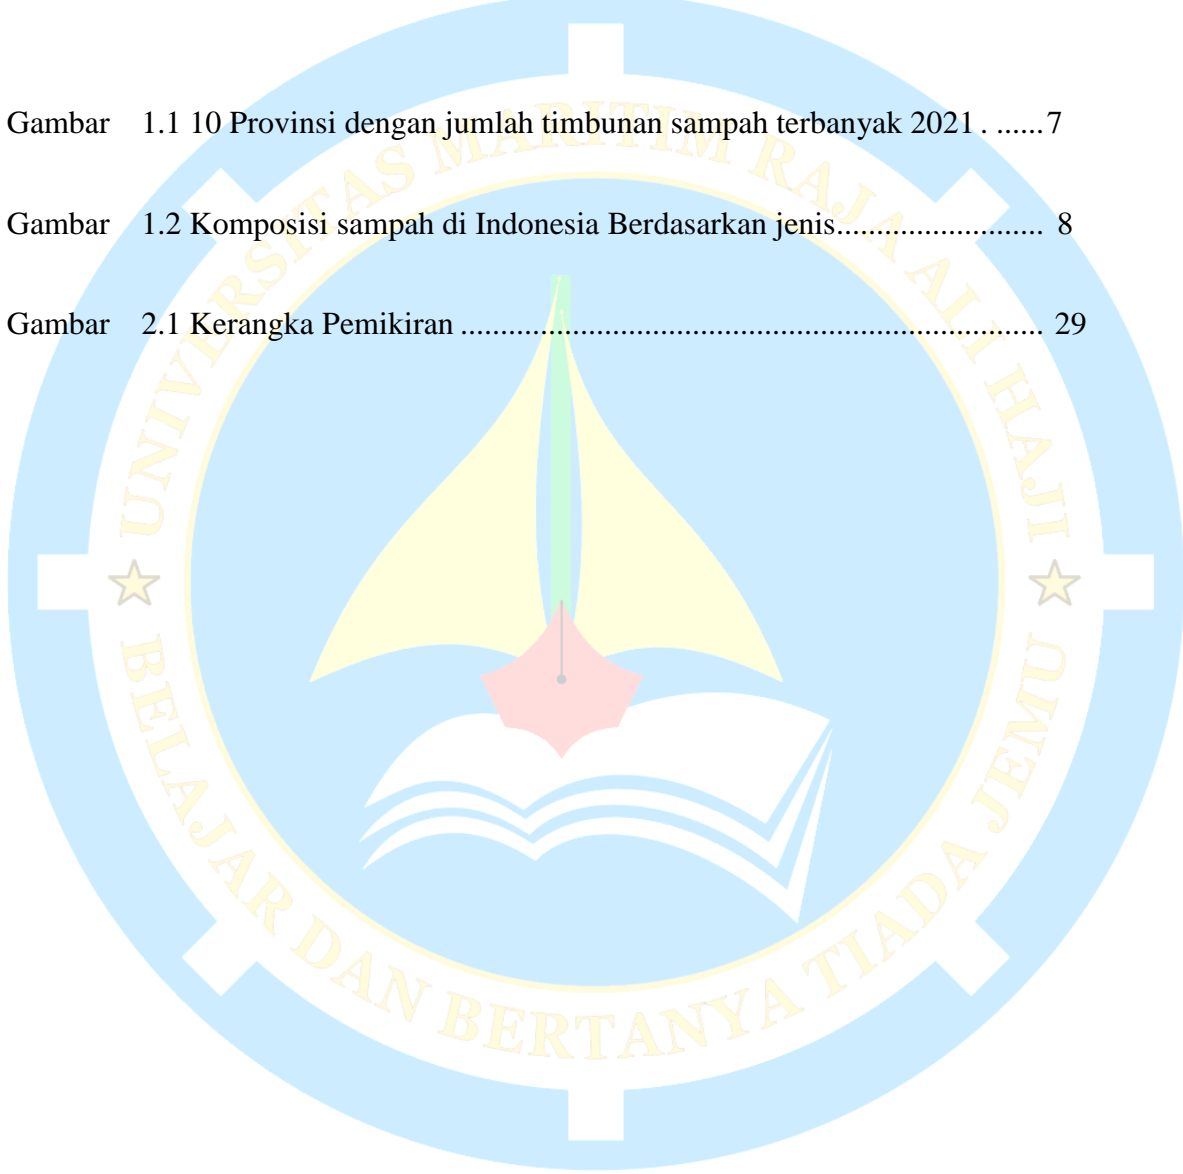 Gambar 1.1 10 Provinsi dengan jumlah timbunan sampah terbanyak 2021 . ...... 7
Gambar 1.2 Komposisi sampah di Indonesia Berdasarkan jenis.......................... 8
Gambar 2.1 Kerangka Pemikiran ......................................................................... 29
UNIVERSITAS MARITIM RAJA ALI HAJI
BELAJAR DAN BERTANYA TIADA JEMU